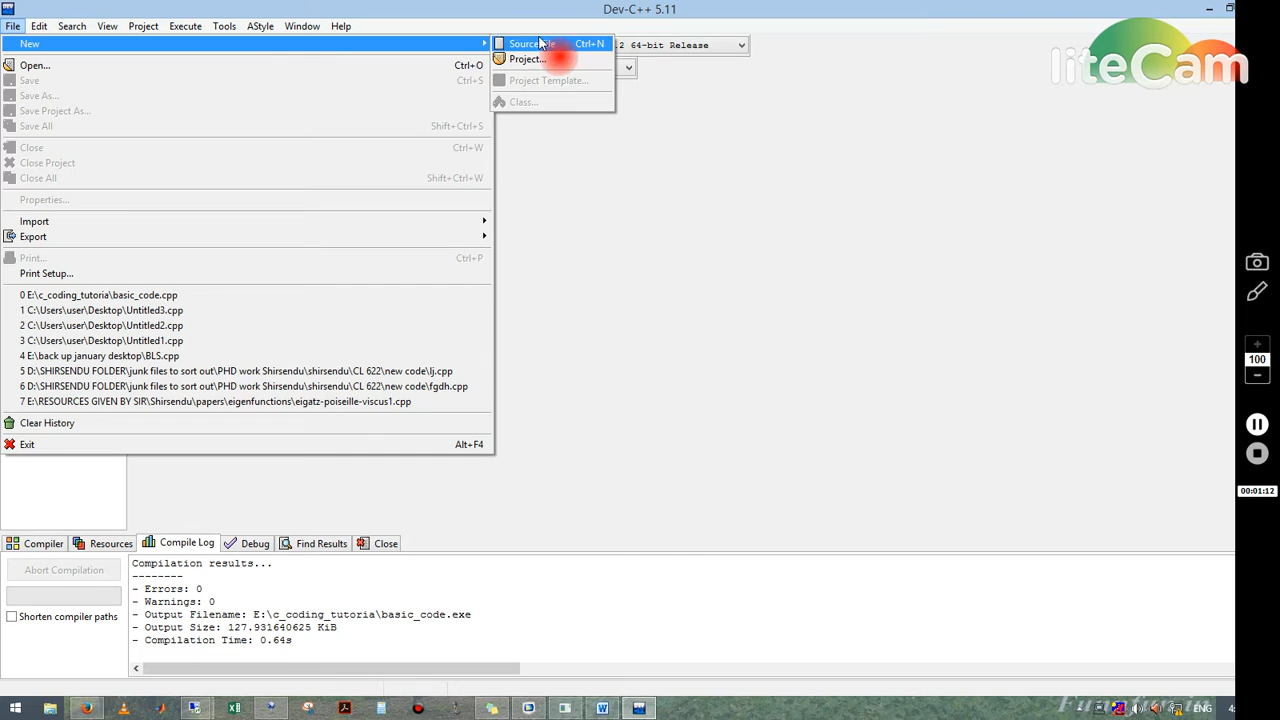 Dev-C++ 5.11
File Edit Search View Project Execute Tools AStyle Window Help
New
Source File Ctrl+N
2 64-bit Release
Project...
Open... Ctrl+O
Save Ctrl+S
Project Template...
Save As...
Class...
Save Project As...
Save All Shift+Ctrl+S
Close Ctrl+W
Close Project
Close All Shift+Ctrl+W
Properties...
Import
Export
Print... Ctrl+P
Print Setup...
0 E:\c_coding_tutoria\basic_code.cpp
1 C:\Users\user\Desktop\Untitled3.cpp
2 C:\Users\user\Desktop\Untitled2.cpp
3 C:\Users\user\Desktop\Untitled1.cpp
4 E:\back up january desktop\BLS.cpp
5 D:\SHIRSENDU FOLDER\junk files to sort out\PHD work Shirsendu\shirsendu\CL 622\new code\lj.cpp
6 D:\SHIRSENDU FOLDER\junk files to sort out\PHD work Shirsendu\shirsendu\CL 622\new code\fgdh.cpp
7 E:\RESOURCES GIVEN BY SIR\Shirsendu\papers\eigenfunctions\eigatz-poiseille-viscus1.cpp
Clear History
Exit Alt+F4
liteCam
100
00:01:12
Compiler Resources Compile Log Debug Find Results Close
Abort Compilation
Shorten compiler paths
Compilation results...
--------
- Errors: 0
- Warnings: 0
- Output Filename: E:\c_coding_tutoria\basic_code.exe
- Output Size: 127.931640625 KiB
- Compilation Time: 0.64s
ENG